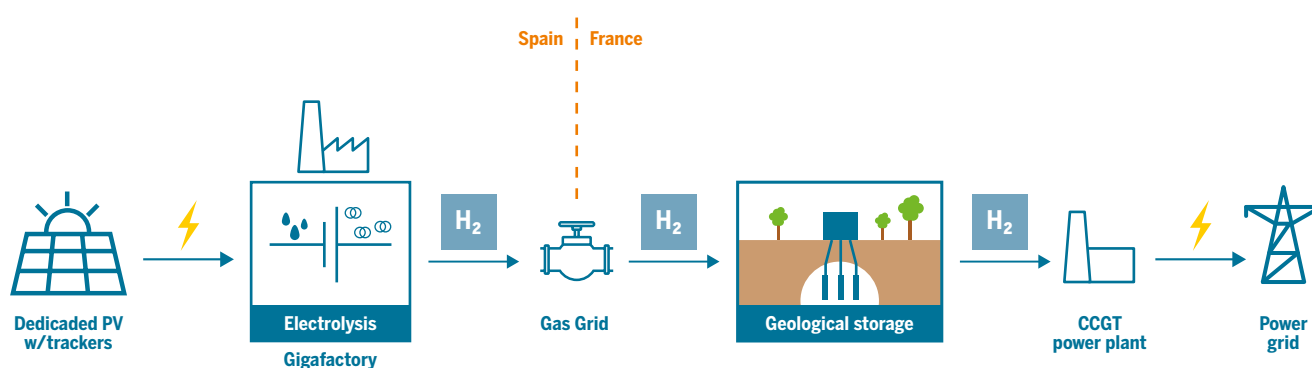 Spain
France
H₂
H₂
H₂
Dedicaded PV
w/trackers
Electrolysis
Gigafactory
Gas Grid
Geological storage
CCGT
power plant
Power
grid